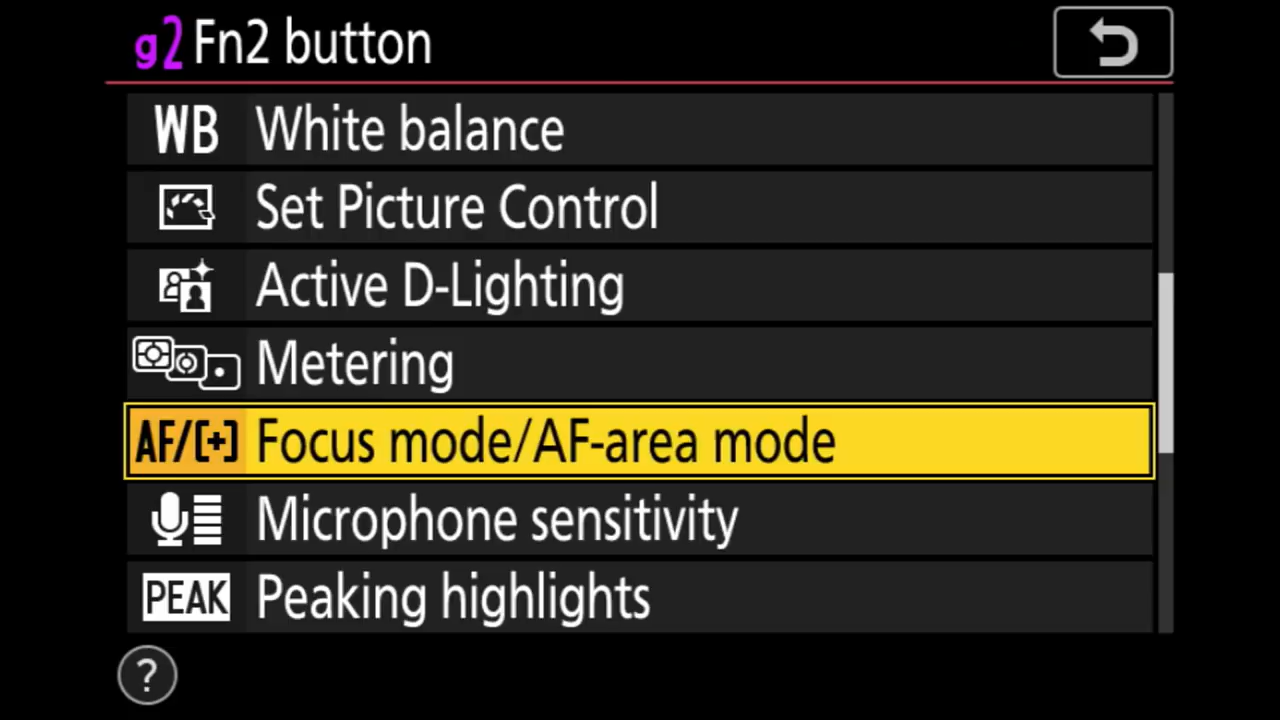 g2 Fn2 button
WB White balance
Set Picture Control
Active D-Lighting
Metering
AF/[+] Focus mode/AF-area mode
Microphone sensitivity
PEAK Peaking highlights
?